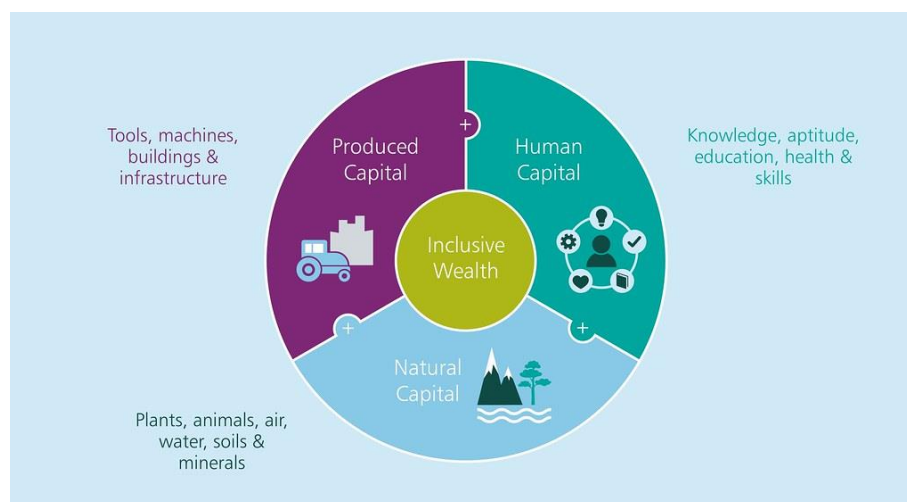 Tools, machines,
buildings &
infrastructure
Produced
Capital
+
Human
Capital
Knowledge, aptitude,
education, health &
skills
Inclusive
Wealth
+
+
Natural
Capital
Plants, animals, air,
water, soils &
minerals